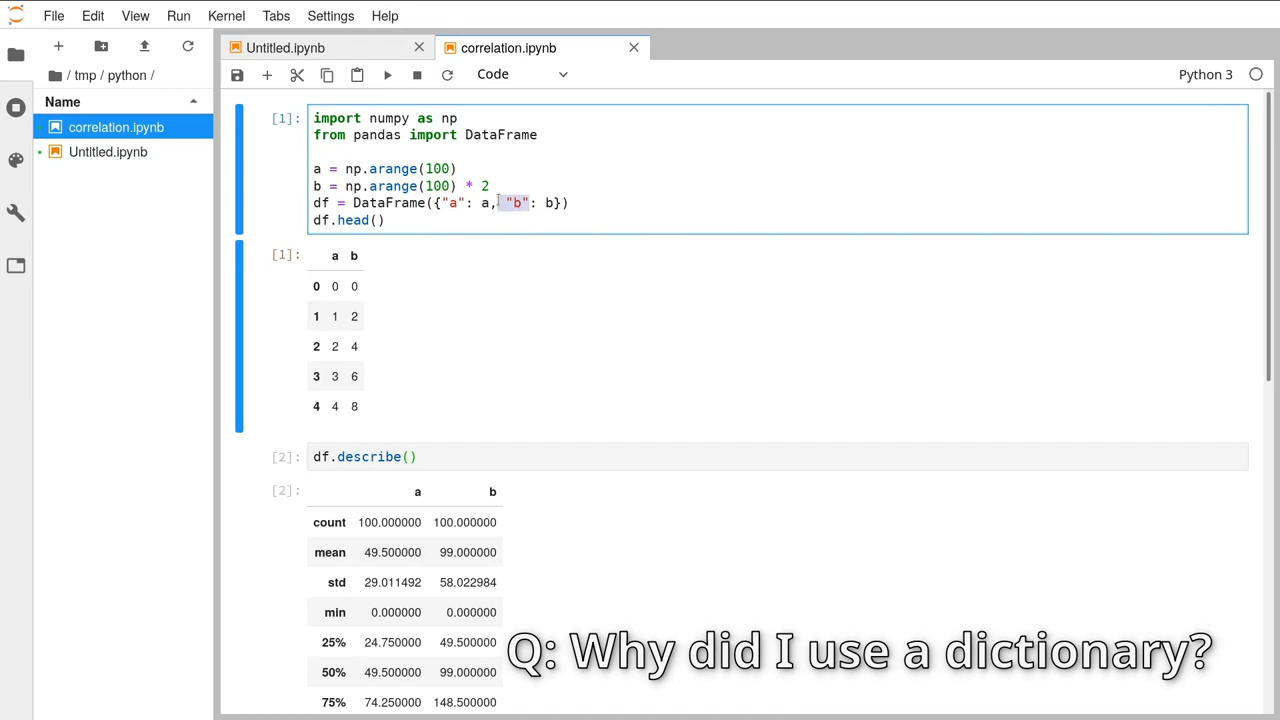 File Edit View Run Kernel Tabs Settings Help
/ tmp / python /
Name
correlation.ipynb
Untitled.ipynb
Untitled.ipynb
correlation.ipynb
Code
Python 3
[1]:
import numpy as np
from pandas import DataFrame
a = np.arange(100)
b = np.arange(100) * 2
df = DataFrame({"a": a, "b": b})
df.head()
[1]:
a b
0 0 0
1 1 2
2 2 4
3 3 6
4 4 8
[2]:
df.describe()
[2]:
a b
count 100.000000 100.000000
mean 49.500000 99.000000
std 29.011492 58.022984
min 0.000000 0.000000
25% 24.750000 49.500000
50% 49.500000 99.000000
75% 74.250000 148.500000
Q: Why did I use a dictionary?